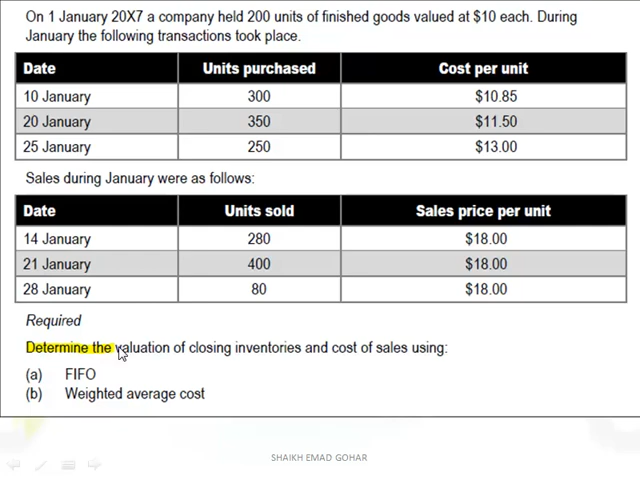 On 1 January 20X7 a company held 200 units of finished goods valued at $10 each. During
January the following transactions took place.
Date Units purchased Cost per unit
10 January 300 $10.85
20 January 350 $11.50
25 January 250 $13.00
Sales during January were as follows:
Date Units sold Sales price per unit
14 January 280 $18.00
21 January 400 $18.00
28 January 80 $18.00
Required
Determine the valuation of closing inventories and cost of sales using:
(a) FIFO
(b) Weighted average cost
SHAIKH EMAD GOHAR